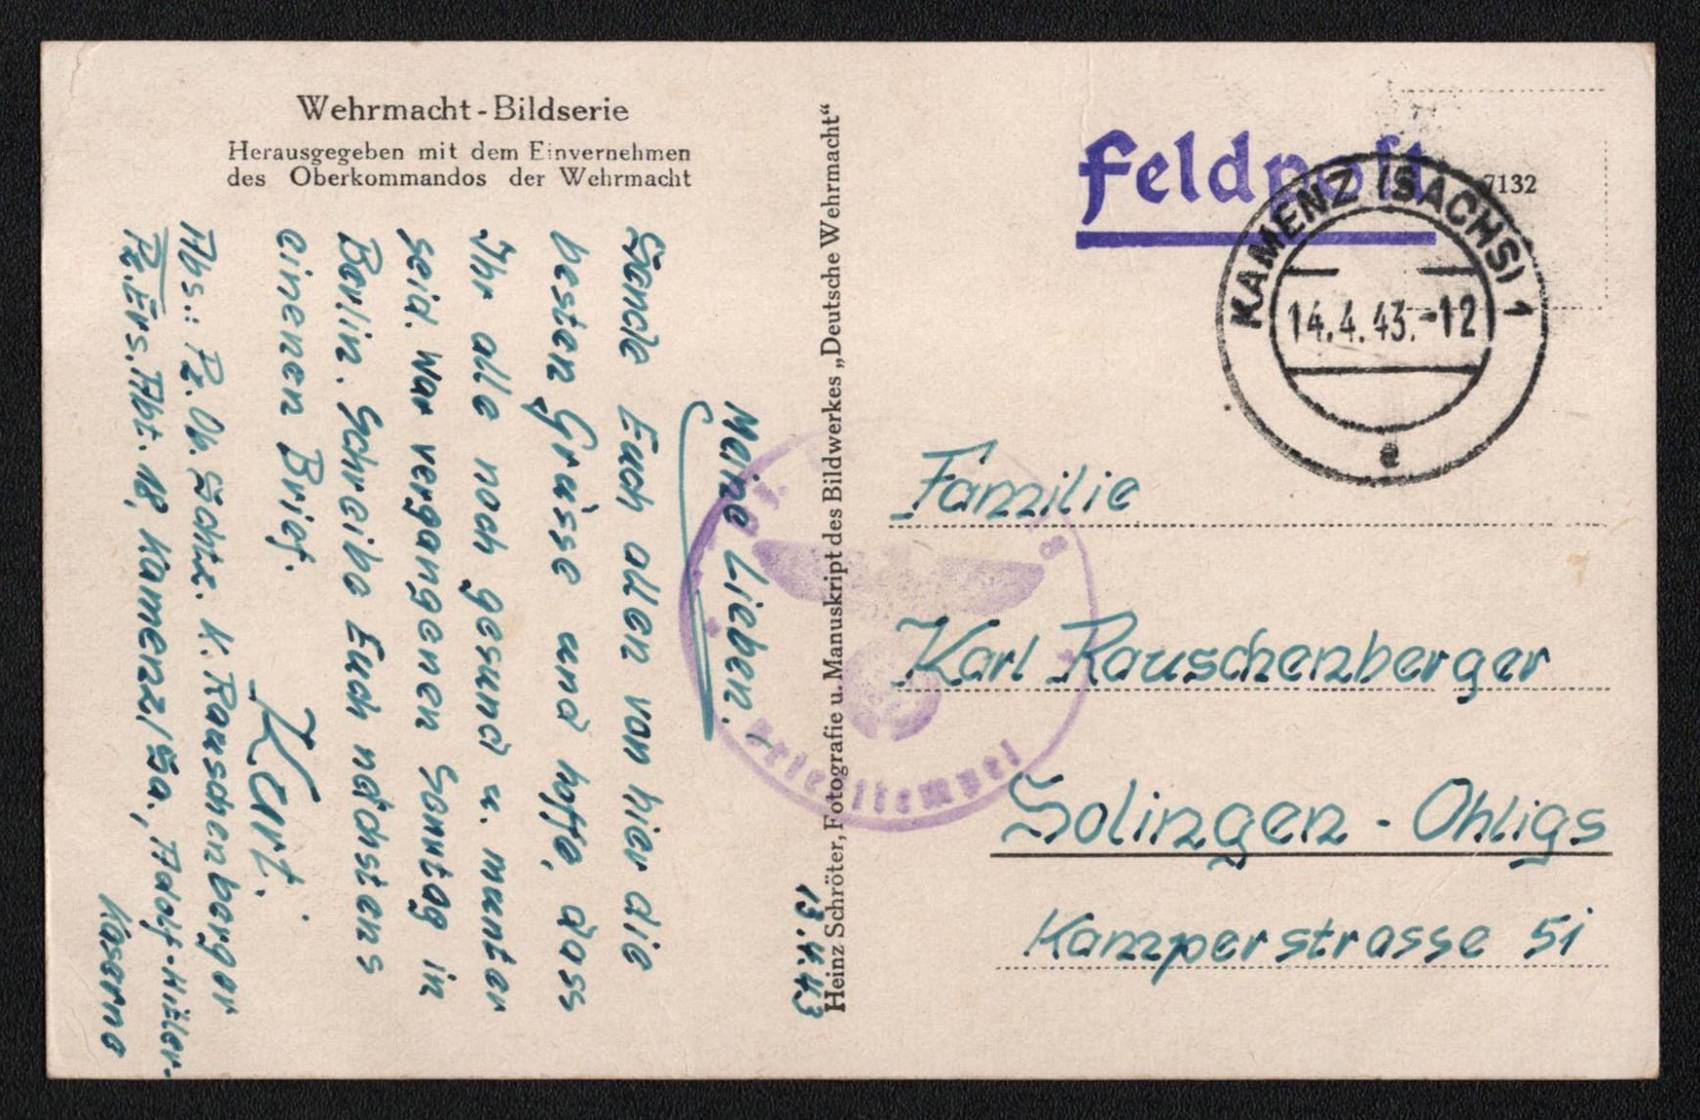 Wehrmacht-Bildserie
Herausgegeben mit dem Einvernehmen
des Oberkommandos der Wehrmacht
13.4.43
Meine Lieben!
Sende Euch allen von hier die
besten Grüsse und hoffe, dass
Ihr alle noch gesund u. munter
seid. War vergangenen Sonntag in
Berlin. Schreibe Euch nächstens
einenen Brief.
Kurt.
Abs.: Pz. Ob. Schtz. K. Rauschenberger
Pz. Ers. Abt. 18, Kamenz/Sa., Adolf-Hitler-
Kaserne
Heinz Schröter, Fotografie u. Manuskript des Bildwerkes „Deutsche Wehrmacht“
Feldpost
7132
KAMENZ (SACHS) 1
14.4.43.-12
e
Briefstempel
Familie
Karl Rauschenberger
Solingen - Ohligs
Kamperstrasse 51